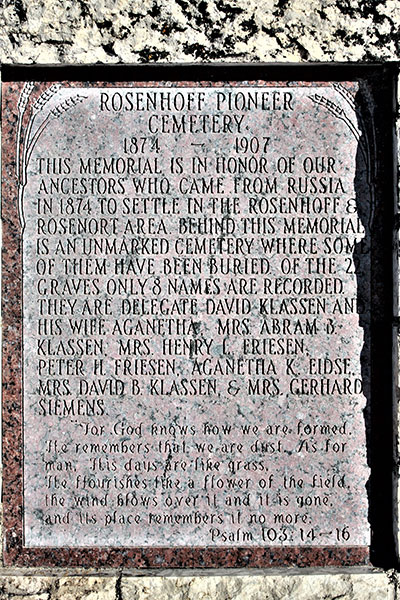 ROSENHOFF PIONEER
CEMETERY
1874 - 1907
THIS MEMORIAL IS IN HONOR OF OUR
ANCESTORS WHO CAME FROM RUSSIA
IN 1874 TO SETTLE IN THE ROSENHOFF &
ROSENORT AREA. BEHIND THIS MEMORIAL
IS AN UNMARKED CEMETERY WHERE SOME
OF THEM HAVE BEEN BURIED. OF THE
GRAVES ONLY 8 NAMES ARE RECORDED
THEY ARE DELEGATE DAVID KLASSEN AND
HIS WIFE AGANETHA, MRS. ABRAM B.
KLASSEN, MRS. HENRY L. FRIESEN,
PETER H. FRIESEN, AGANETHA K. EIDSE,
MRS. DAVID B. KLASSEN, & MRS. GERHARD
SIEMENS.
"For God knows how we are formed,
He remembers that we are dust. As for
man, his days are like grass,
He flourishes like a flower of the field,
the wind blows over it and it is gone,
and its place remembers it no more.
Psalm 103: 14-16